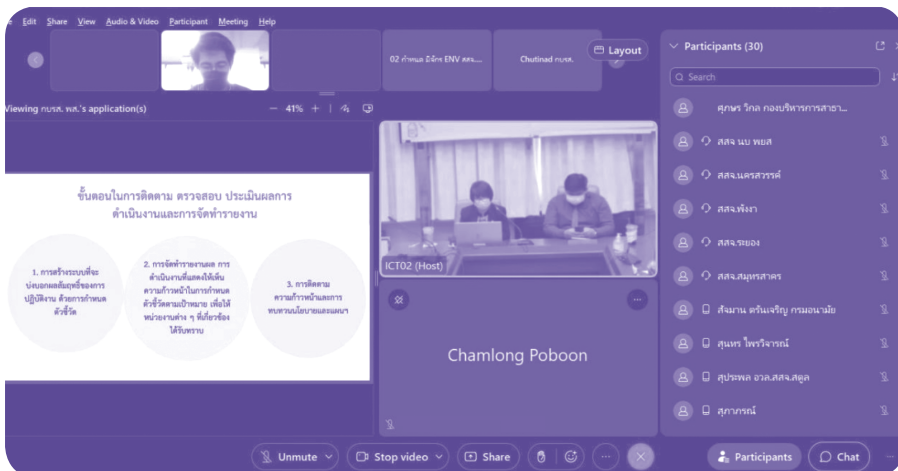 Edit Share View Audio & Video Participant Meeting Help
02 กำหนด มิจักร ENV สสจ....
Chutinad กบรส.
Layout
Viewing กบรส. พส.'s application(s)
41%
ขั้นตอนในการติดตาม ตรวจสอบ ประเมินผลการ
ดำเนินงานและการจัดทำรายงาน
1. การสร้างระบบที่จะ
บ่งบอกผลสัมฤทธิ์ของการ
ปฏิบัติงาน ด้วยการกำหนด
ตัวชี้วัด
2. การจัดทำรายงานผล การ
ดำเนินงานที่แสดงให้เห็น
ความก้าวหน้าในการกำหนด
ตัวชี้วัดตามเป้าหมาย เพื่อให้
หน่วยงานต่าง ๆ ที่เกี่ยวข้อง
ได้รับทราบ
3. การติดตาม
ความก้าวหน้าและการ
ทบทวนนโยบายและแผนฯ
ICT02 (Host)
Chamlong Poboon
Participants (30)
Search
ศุภษร วิกล กองบริหารการสาธา...
สสจ นบ พยส
สสจ.นครสวรรค์
สสจ.พังงา
สสจ.ระยอง
สสจ.สมุทรสาคร
สัจมาน ตรันเจริญ กรมอนามัย
สุนทร ไพรวิจารณ์
สุประพล อวล.สสจ.สตูล
สุภาภรณ์
Unmute
Stop video
Share
Participants
Chat